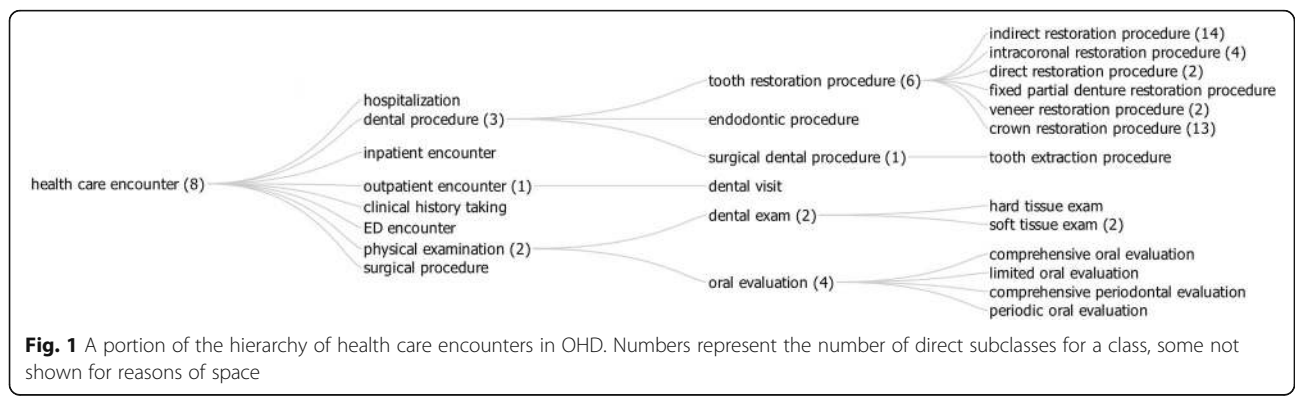 indirect restoration procedure (14)
intracoronal restoration procedure (4)
tooth restoration procedure (6)
direct restoration procedure (2)
fixed partial denture restoration procedure
hospitalization
veneer restoration procedure (2)
dental procedure (3)
endodontic procedure
crown restoration procedure (13)
inpatient encounter
surgical dental procedure (1)
tooth extraction procedure
health care encounter (8)
outpatient encounter (1)
dental visit
clinical history taking
dental exam (2)
hard tissue exam
ED encounter
soft tissue exam (2)
physical examination (2)
surgical procedure
comprehensive oral evaluation
oral evaluation (4)
limited oral evaluation
comprehensive periodontal evaluation
periodic oral evaluation
Fig. 1 A portion of the hierarchy of health care encounters in OHD. Numbers represent the number of direct subclasses for a class, some not
shown for reasons of space